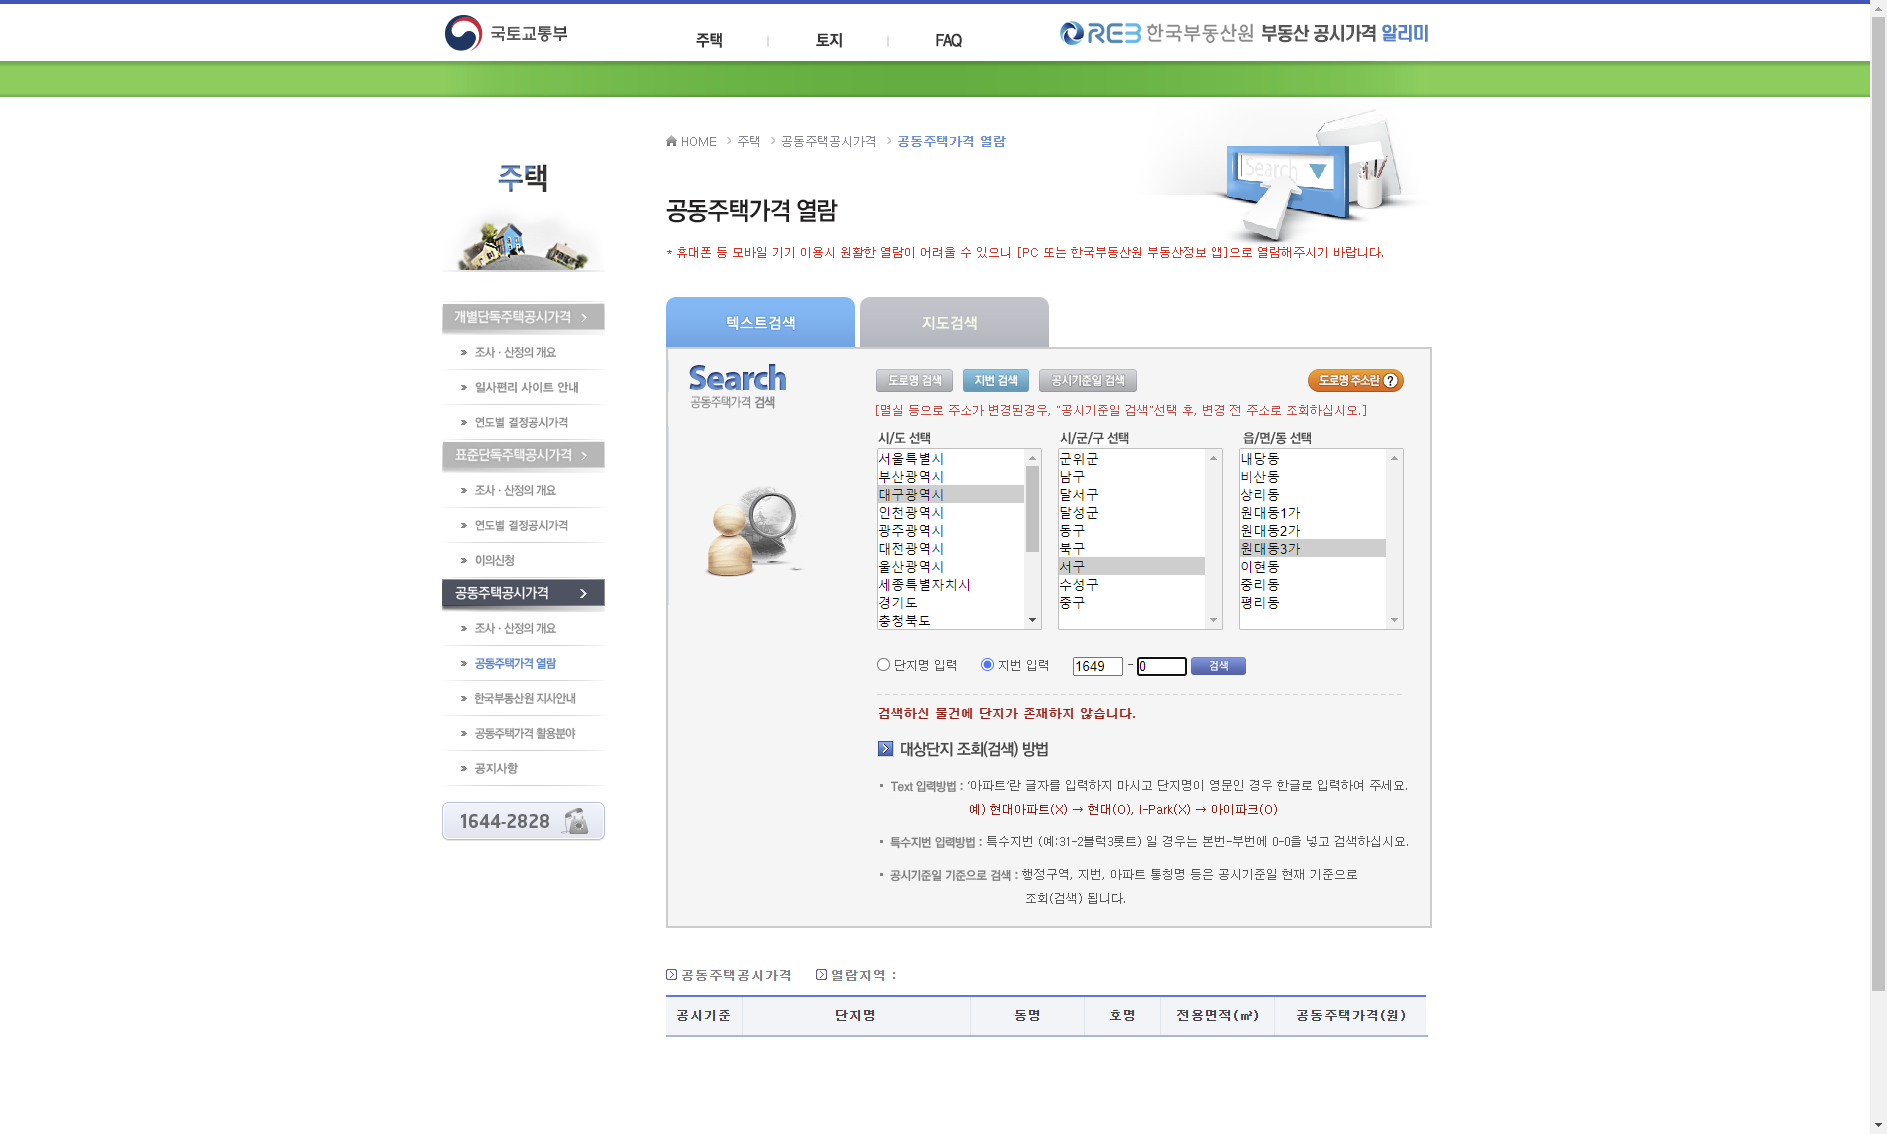 국토교통부
주택
토지
FAQ
REB 한국부동산원 부동산 공시가격 알리미
HOME > 주택 > 공동주택공시가격 > 공동주택가격 열람
주택
Search
공동주택가격 열람
* 휴대폰 등 모바일 기기 이용시 원활한 열람이 어려울 수 있으니 [PC 또는 한국부동산원 부동산정보 앱]으로 열람해주시기 바랍니다.
개별단독주택공시가격
조사 · 산정의 개요
일사편리 사이트 안내
연도별 결정공시가격
표준단독주택공시가격
조사 · 산정의 개요
연도별 결정공시가격
이의신청
공동주택공시가격
조사 · 산정의 개요
공동주택가격 열람
한국부동산원 지사안내
공동주택가격 활용분야
공지사항
1644-2828
텍스트검색
지도검색
Search
공동주택가격 검색
도로명 검색
지번 검색
공시기준일 검색
도로명 주소란 ?
[멸실 등으로 주소가 변경된경우, "공시기준일 검색"선택 후, 변경 전 주소로 조회하십시오.]
시/도 선택
서울특별시
부산광역시
대구광역시
인천광역시
광주광역시
대전광역시
울산광역시
세종특별자치시
경기도
충청북도
시/군/구 선택
군위군
남구
달서구
달성군
동구
북구
서구
수성구
중구
읍/면/동 선택
내당동
비산동
상리동
원대동1가
원대동2가
원대동3가
이현동
중리동
평리동
단지명 입력
지번 입력
1649 - 0
검색
검색하신 물건에 단지가 존재하지 않습니다.
대상단지 조회(검색) 방법
Text 입력방법 : '아파트'란 글자를 입력하지 마시고 단지명이 영문인 경우 한글로 입력하여 주세요.
예) 현대아파트(X) → 현대(O), I-Park(X) → 아이파크(O)
특수지번 입력방법 : 특수지번 (예:31-2블럭3롯트) 일 경우는 본번-부번에 0-0을 넣고 검색하십시요.
공시기준일 기준으로 검색 : 행정구역, 지번, 아파트 통칭명 등은 공시기준일 현재 기준으로
조회(검색) 됩니다.
공동주택공시가격
열람지역 :
공시기준
단지명
동명
호명
전용면적(㎡)
공동주택가격(원)